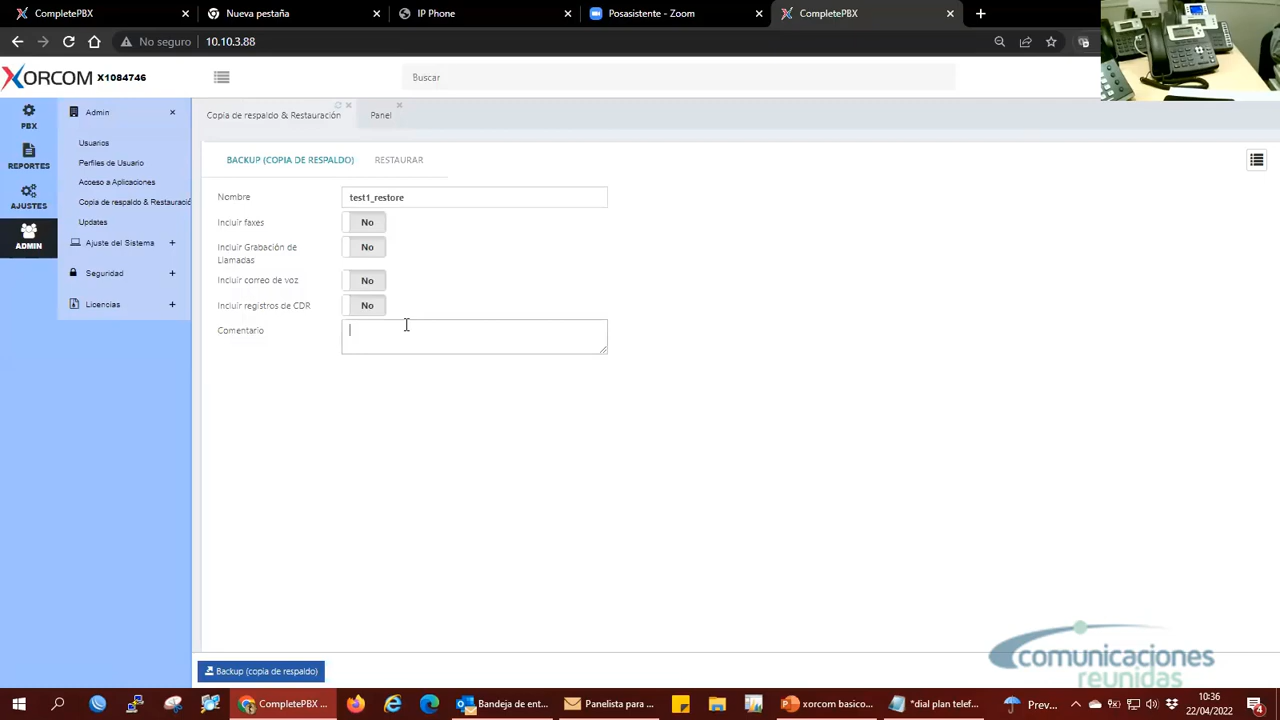 CompletePBX
Nueva pestaña
IP Phone
Posasistente - Zoom
CompletePBX
No seguro
10.10.3.88
XORCOM X1084746
Buscar
PBX
REPORTES
AJUSTES
ADMIN
Admin
Usuarios
Perfiles de Usuario
Acceso a Aplicaciones
Copia de respaldo & Restauració
Updates
Ajuste del Sistema +
Seguridad +
Licencias +
Copia de respaldo & Restauración
Panel
BACKUP (COPIA DE RESPALDO)
RESTAURAR
Nombre
test1_restore
Incluir faxes
No
Incluir Grabación de
Llamadas
No
Incluir correo de voz
No
Incluir registros de CDR
No
Comentario
Backup (copia de respaldo)
comunicaciones
reunidas
CompletePBX ...
Bandeja de ent...
Panelista para ...
xorcom basico...
*dial plan telef...
Prev...
10:36
22/04/2022
4